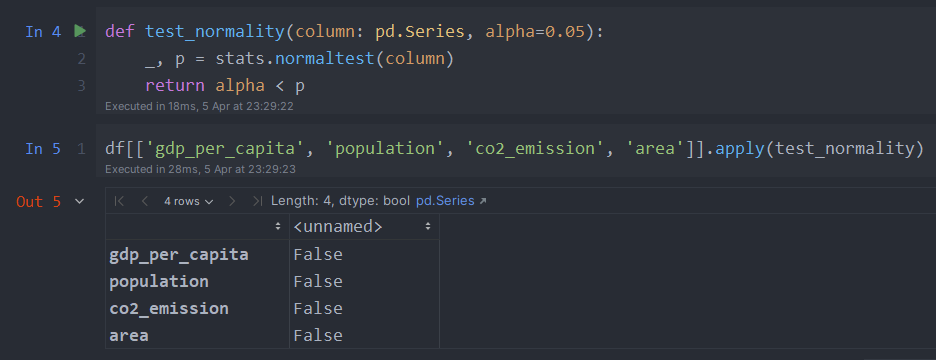 In 4 def test_normality(column: pd.Series, alpha=0.05):
2 _, p = stats.normaltest(column)
3 return alpha < p
Executed in 18ms, 5 Apr at 23:29:22
In 5 1 df[['gdp_per_capita', 'population', 'co2_emission', 'area']].apply(test_normality)
Executed in 28ms, 5 Apr at 23:29:23
Out 5 4 rows Length: 4, dtype: bool pd.Series
<unnamed>
gdp_per_capita False
population False
co2_emission False
area False